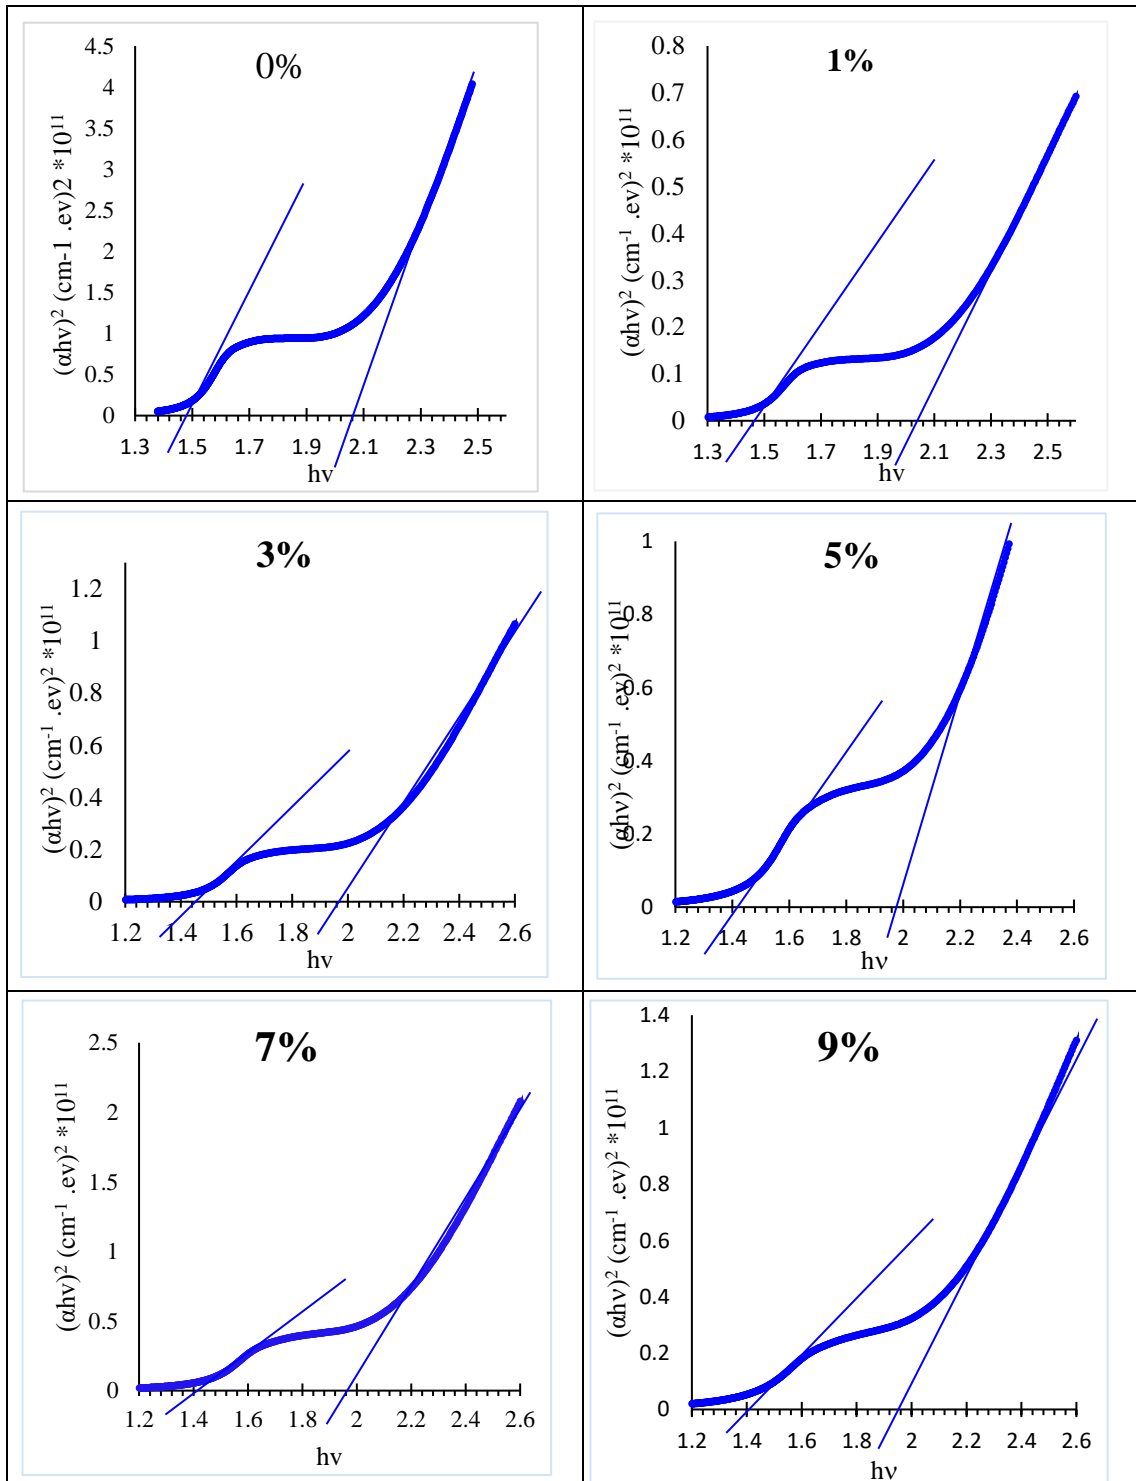 0%
(αhv)² (cm-1 .ev)2 *10¹¹
4.5
4
3.5
3
2.5
2
1.5
1
0.5
0
1.3 1.5 1.7 1.9 2.1 2.3 2.5
hv
1%
(αhv)² (cm⁻¹ .ev)² *10¹¹
0.8
0.7
0.6
0.5
0.4
0.3
0.2
0.1
0
1.3 1.5 1.7 1.9 2.1 2.3 2.5
hv
3%
(αhv)² (cm⁻¹ .ev)² *10¹¹
1.2
1
0.8
0.6
0.4
0.2
0
1.2 1.4 1.6 1.8 2 2.2 2.4 2.6
hv
5%
(αhv)² (cm⁻¹ .ev)² *10¹¹
1
0.8
0.6
0.4
0.2
0
1.2 1.4 1.6 1.8 2 2.2 2.4 2.6
hν
7%
(αhv)² (cm⁻¹ .ev)² *10¹¹
2.5
2
1.5
1
0.5
0
1.2 1.4 1.6 1.8 2 2.2 2.4 2.6
hv
9%
(αhν)² (cm⁻¹ .ev)² *10¹¹
1.4
1.2
1
0.8
0.6
0.4
0.2
0
1.2 1.4 1.6 1.8 2 2.2 2.4 2.6
hν